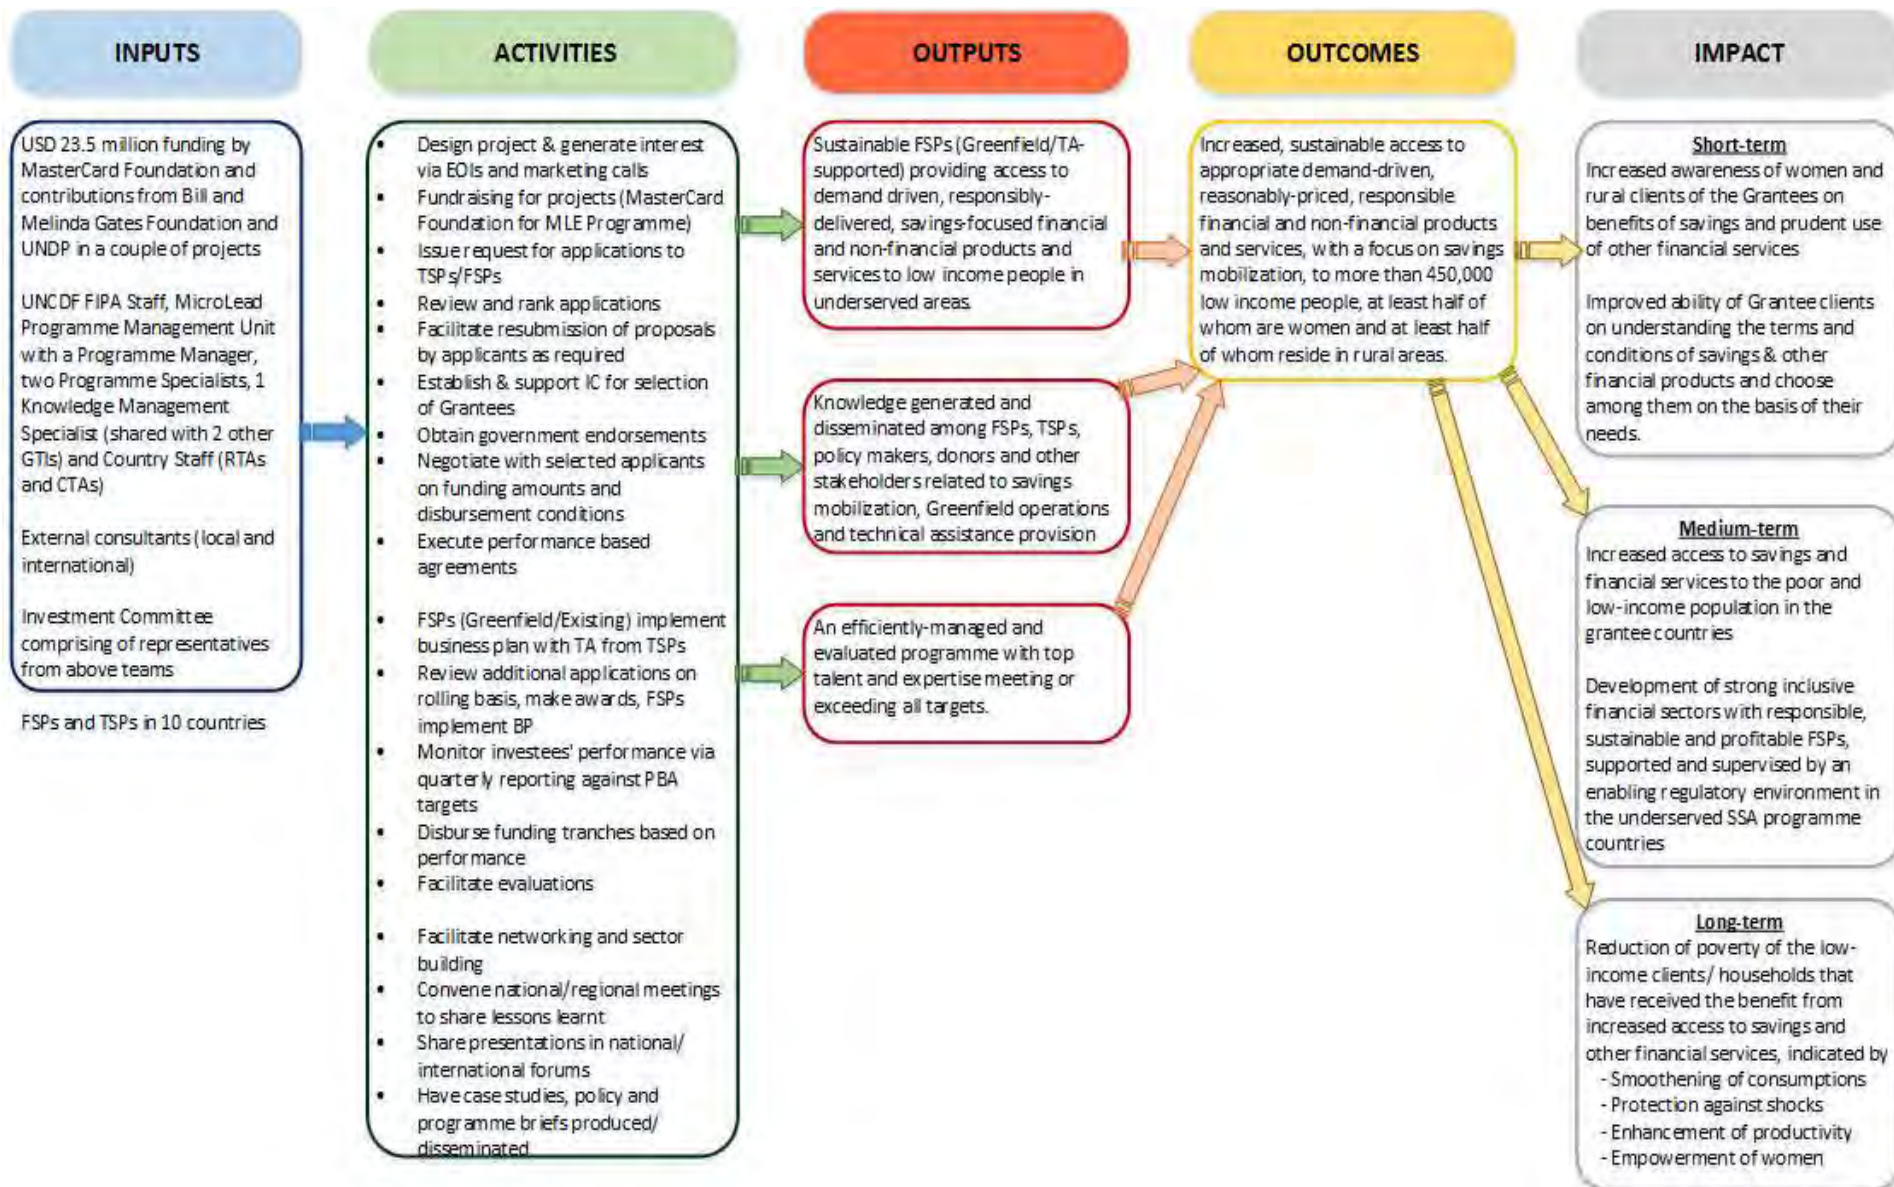 INPUTS
USD 23.5 million funding by
MasterCard Foundation and
contributions from Bill and
Melinda Gates Foundation and
UNDP in a couple of projects
UNCDF FIPA Staff, MicroLead
Programme Management Unit
with a Programme Manager,
two Programme Specialists, 1
Knowledge Management
Specialist (shared with 2 other
GTIs) and Country Staff (RTAs
and CTAs)
External consultants (local and
international)
Investment Committee
comprising of representatives
from above teams
FSPs and TSPs in 10 countries
ACTIVITIES
• Design project & generate interest
via EOIs and marketing calls
• Fundraising for projects (MasterCard
Foundation for MLE Programme)
• Issue request for applications to
TSPs/FSPs
• Review and rank applications
• Facilitate resubmission of proposals
by applicants as required
• Establish & support IC for selection
of Grantees
• Obtain government endorsements
• Negotiate with selected applicants
on funding amounts and
disbursement conditions
• Execute performance based
agreements
• FSPs (Greenfield/Existing) implement
business plan with TA from TSPs
• Review additional applications on
rolling basis, make awards, FSPs
implement BP
• Monitor investees' performance via
quarterly reporting against PBA
targets
• Disburse funding tranches based on
performance
• Facilitate evaluations
• Facilitate networking and sector
building
• Convene national/regional meetings
to share lessons learnt
• Share presentations in national/
international forums
• Have case studies, policy and
programme briefs produced/
disseminated
OUTPUTS
Sustainable FSPs (Greenfield/TA-
supported) providing access to
demand driven, responsibly-
delivered, savings-focused financial
and non-financial products and
services to low income people in
underserved areas.
Knowledge generated and
disseminated among FSPs, TSPs,
policy makers, donors and other
stakeholders related to savings
mobilization, Greenfield operations
and technical assistance provision
An efficiently-managed and
evaluated programme with top
talent and expertise meeting or
exceeding all targets.
OUTCOMES
Increased, sustainable access to
appropriate demand-driven,
reasonably-priced, responsible
financial and non-financial products
and services, with a focus on savings
mobilization, to more than 450,000
low income people, at least half of
whom are women and at least half
of whom reside in rural areas.
IMPACT
Short-term
Increased awareness of women and
rural clients of the Grantees on
benefits of savings and prudent use
of other financial services
Improved ability of Grantee clients
on understanding the terms and
conditions of savings & other
financial products and choose
among them on the basis of their
needs.
Medium-term
Increased access to savings and
financial services to the poor and
low-income population in the
grantee countries
Development of strong inclusive
financial sectors with responsible,
sustainable and profitable FSPs,
supported and supervised by an
enabling regulatory environment in
the underserved SSA programme
countries
Long-term
Reduction of poverty of the low-
income clients/ households that
have received the benefit from
increased access to savings and
other financial services, indicated by
- Smoothening of consumptions
- Protection against shocks
- Enhancement of productivity
- Empowerment of women